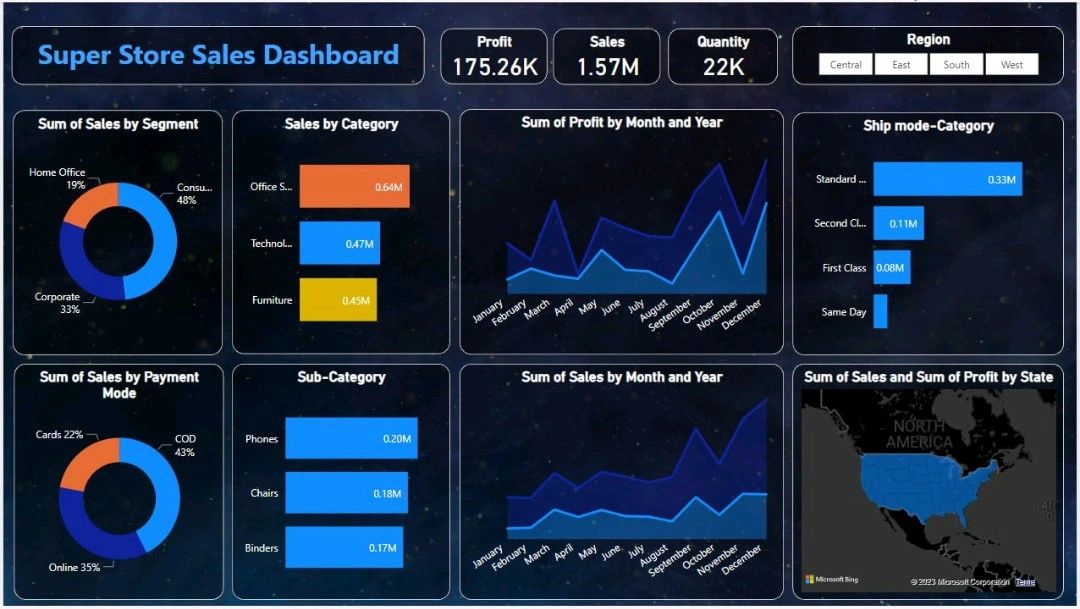 Super Store Sales Dashboard
Profit
175.26K
Sales
1.57M
Quantity
22K
Region
Central
East
South
West
Sum of Sales by Segment
Home Office
19%
Consu...
48%
Corporate
33%
Sales by Category
Office S...
0.64M
Technol...
0.47M
Furniture
0.45M
Sum of Profit by Month and Year
January
February
March
April
May
June
July
August
September
October
November
December
Ship mode-Category
Standard ...
0.33M
Second Cl...
0.11M
First Class
0.08M
Same Day
Sum of Sales by Payment
Mode
Cards 22%
COD
43%
Online 35%
Sub-Category
Phones
0.20M
Chairs
0.18M
Binders
0.17M
Sum of Sales by Month and Year
January
February
March
April
May
June
July
August
September
October
November
December
Sum of Sales and Sum of Profit by State
NORTH
AMERICA
Microsoft Bing
© 2023 Microsoft Corporation
Terms